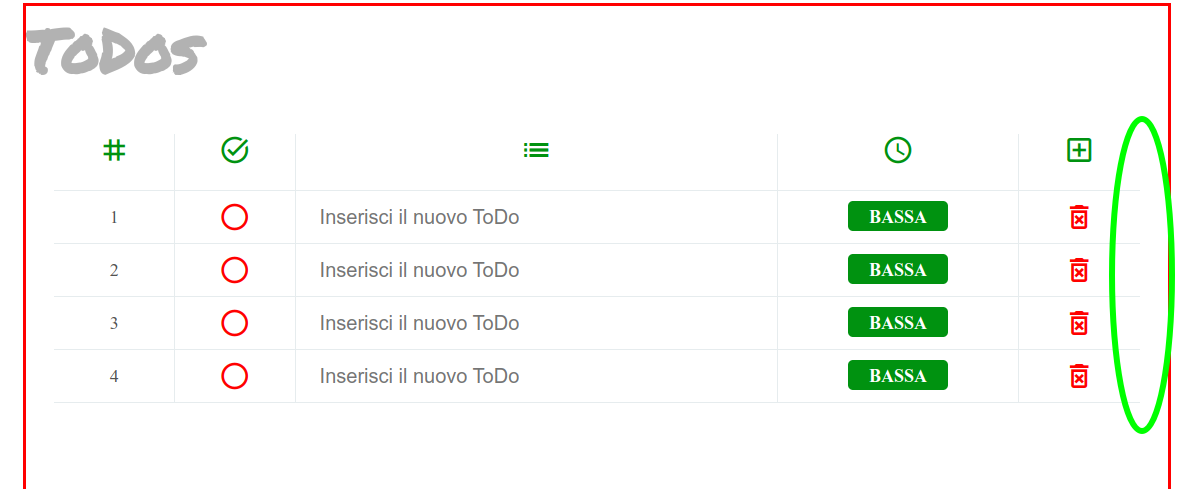 ToDos
#
1 Inserisci il nuovo ToDo BASSA
2 Inserisci il nuovo ToDo BASSA
3 Inserisci il nuovo ToDo BASSA
4 Inserisci il nuovo ToDo BASSA